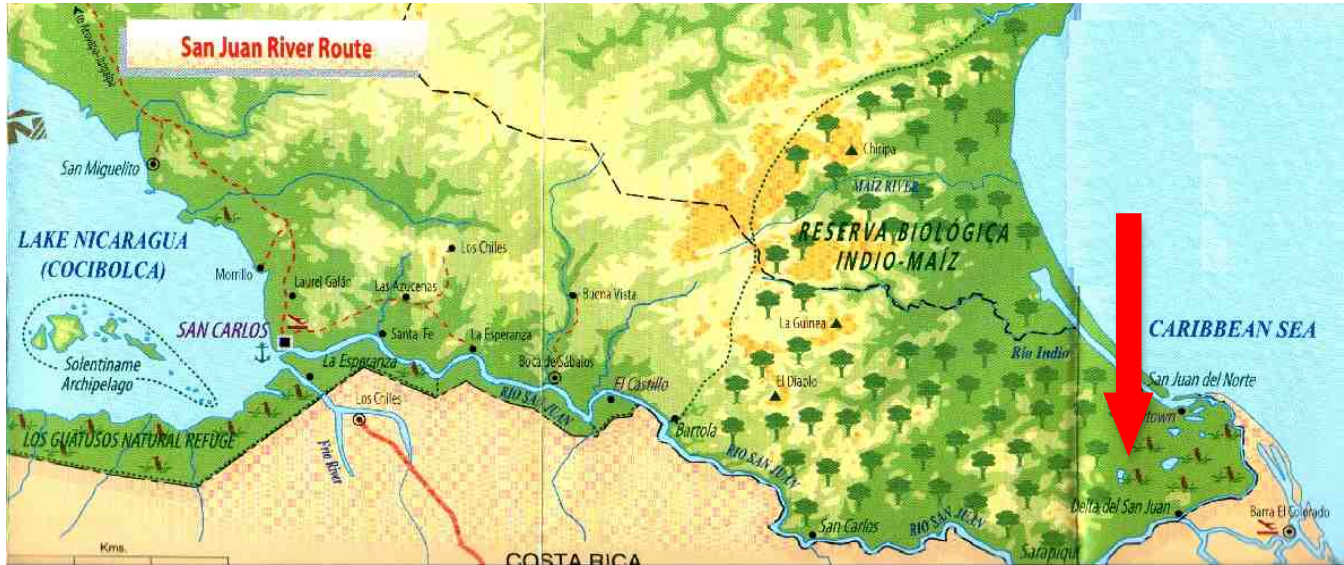 San Juan River Route
San Miguelito
LAKE NICARAGUA
(COCIBOLCA)
Morrillo
Laurel Galán
Los Chiles
Las Azucenas
SAN CARLOS
Santa Fe
La Esperanza
Buena Vista
Boca de Sábalos
Solentiname
Archipelago
La Esperanza
Los Chiles
LOS GUATUSOS NATURAL REFUGE
Frio River
RIO SAN JUAN
El Castillo
Bartola
RIO SAN JUAN
San Carlos
RIO SAN JUAN
Sarapiquí
Chiripa
MAÍZ RIVER
RESERVA BIOLÓGICA
INDIO-MAÍZ
La Guinea
El Diablo
Río Indio
CARIBBEAN SEA
San Juan del Norte
town
Delta del San Juan
Barra El Colorado
Kms.
COSTA RICA